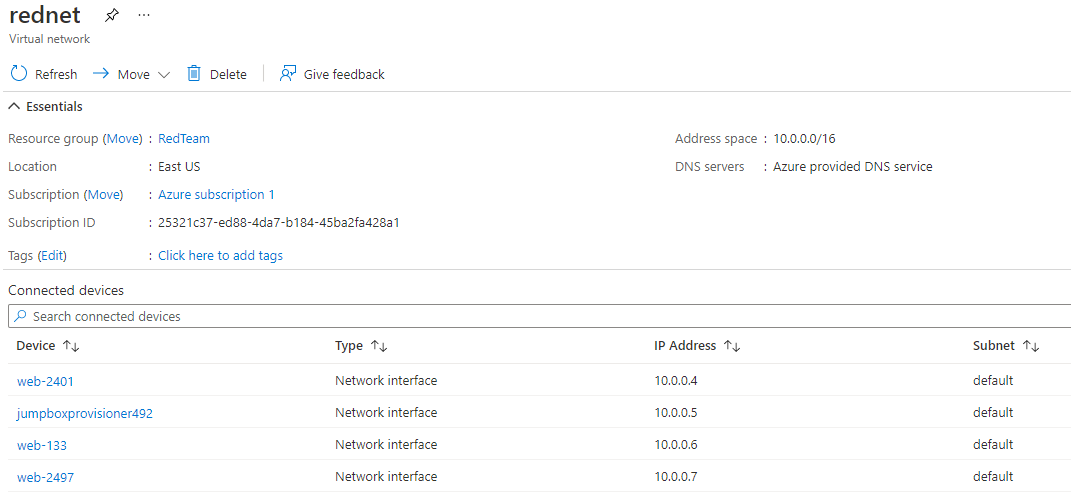 rednet ...
Virtual network
Refresh Move Delete Give feedback
Essentials
Resource group (Move) : RedTeam Address space : 10.0.0.0/16
Location : East US DNS servers : Azure provided DNS service
Subscription (Move) : Azure subscription 1
Subscription ID : 25321c37-ed88-4da7-b184-45ba2fa428a1
Tags (Edit) : Click here to add tags
Connected devices
Search connected devices
Device Type IP Address Subnet
web-2401 Network interface 10.0.0.4 default
jumpboxprovisioner492 Network interface 10.0.0.5 default
web-133 Network interface 10.0.0.6 default
web-2497 Network interface 10.0.0.7 default